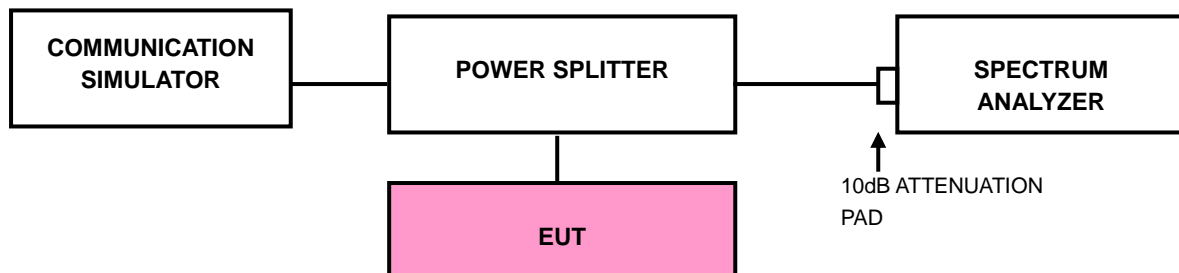 COMMUNICATION
SIMULATOR
POWER SPLITTER
SPECTRUM
ANALYZER
10dB ATTENUATION
PAD
EUT